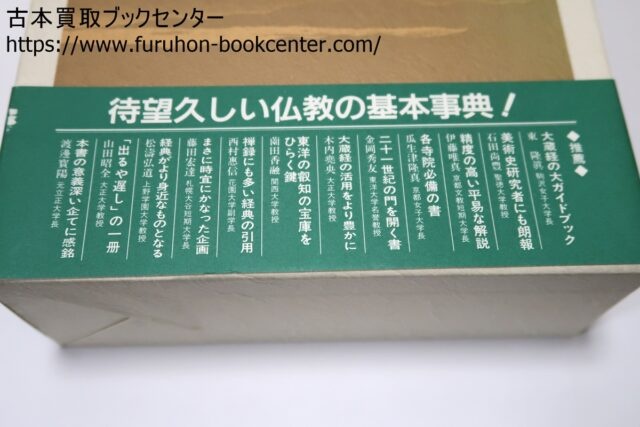 古本買取ブックセンター
https://www.furuhon-bookcenter.com/
待望久しい仏教の基本事典!
◆推薦◆
大蔵経の大ガイドブック
東 隆眞 駒沢女子大学長
美術史研究者にも朗報
石田尚豊 聖徳大学教授
精度の高い平易な解説
伊藤唯真 京都文教短期大学長
各寺院必備の書
瓜生津隆真 京都女子大学長
二十一世紀の門を開く書
金岡秀友 東洋大学名誉教授
大蔵経の活用をより豊かに
木内堯央 大正大学教授
東洋の叡知の宝庫を
ひらく鍵
薗田香融 関西大学教授
禅録にも多い経典の引用
西村惠信 花園大学副学長
まさに時宜にかなった企画
藤田宏達 札幌大谷短期大学長
経典がより身近なものとなる
松濤弘道 上野学園大学教授
「出るや遅し」の一冊
山田昭全 大正大学教授
本書の意義深い企てに感銘
渡邊寶陽 元立正大学長